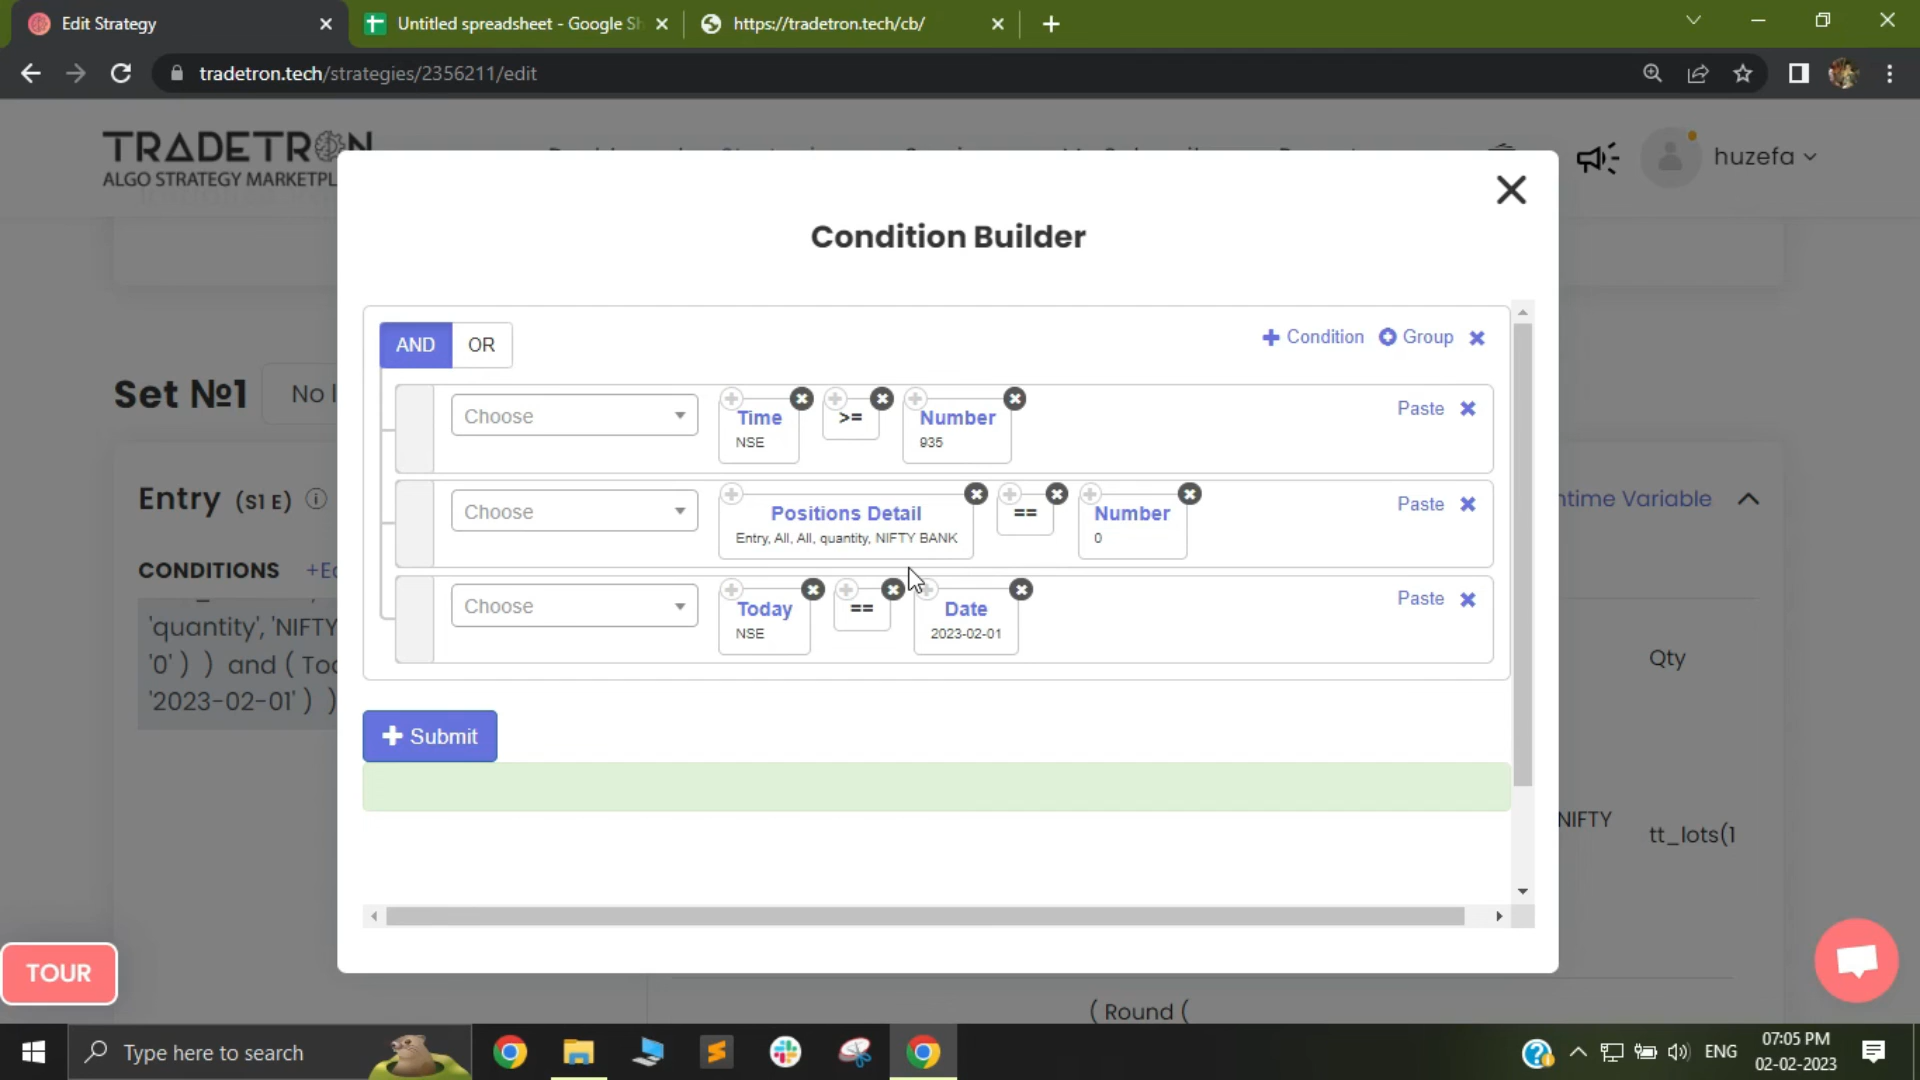 Edit Strategy
Untitled spreadsheet - Google Sh
https://tradetron.tech/cb/
tradetron.tech/strategies/2356211/edit
TRADETRON
ALGO STRATEGY MARKETPL
huzefa
Condition Builder
AND
OR
Condition
Group
Set №1
No l
Choose
Time
NSE
>=
Number
935
Paste
Entry (S1 E)
Choose
Positions Detail
Entry, All, All, quantity, NIFTY BANK
==
Number
0
Paste
ntime Variable
CONDITIONS
+Ed
Choose
Today
NSE
==
Date
2023-02-01
Paste
'quantity', 'NIFTY
'0' ) ) and ( Tod
'2023-02-01' ) )
Qty
+ Submit
NIFTY
tt_lots(1
TOUR
( Round (
Type here to search
ENG
07:05 PM
02-02-2023